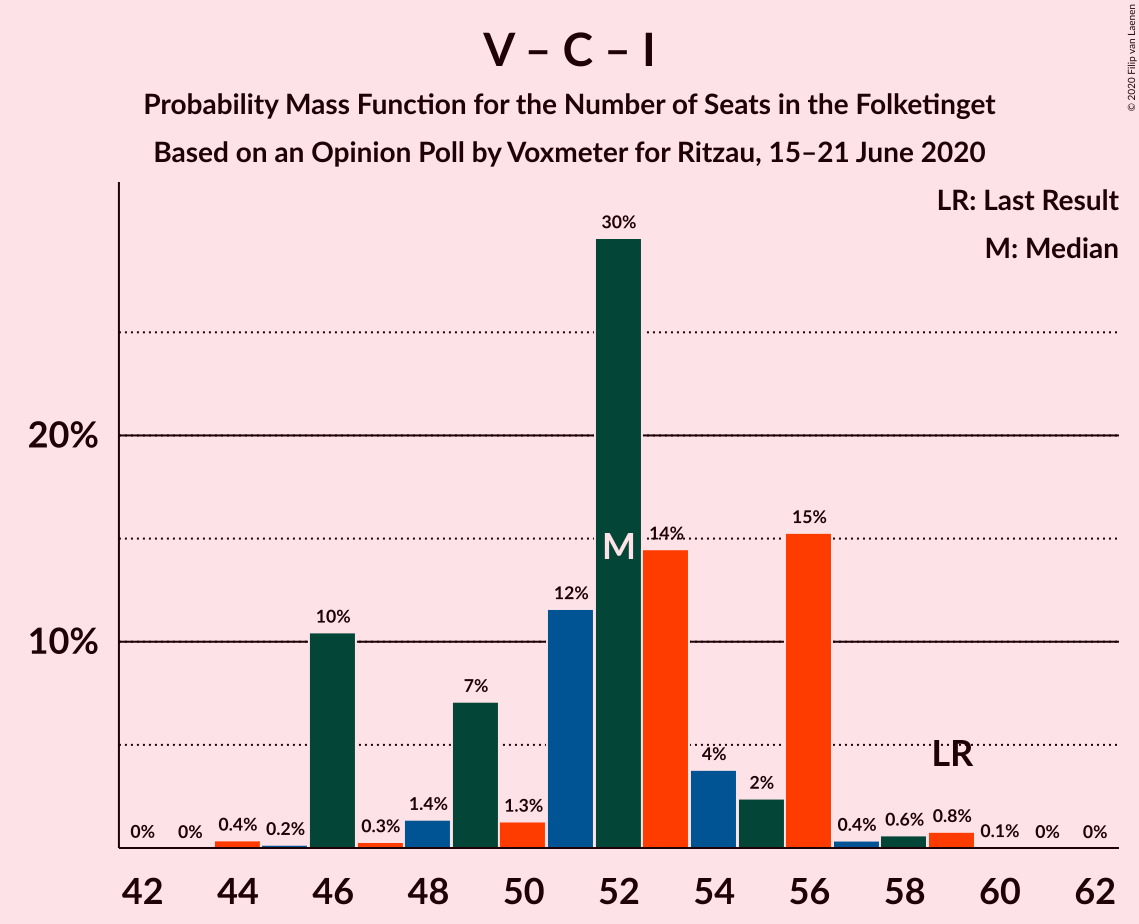 V – C – I
Probability Mass Function for the Number of Seats in the Folketinget
Based on an Opinion Poll by Voxmeter for Ritzau, 15–21 June 2020
© 2020 Filip van Laenen
LR: Last Result
M: Median
20%
10%
0%
0%
0.4%
0.2%
10%
0.3%
1.4%
7%
1.3%
12%
30%
M
14%
4%
2%
15%
0.4%
0.6%
0.8%
LR
0.1%
0%
0%
42 44 46 48 50 52 54 56 58 60 62